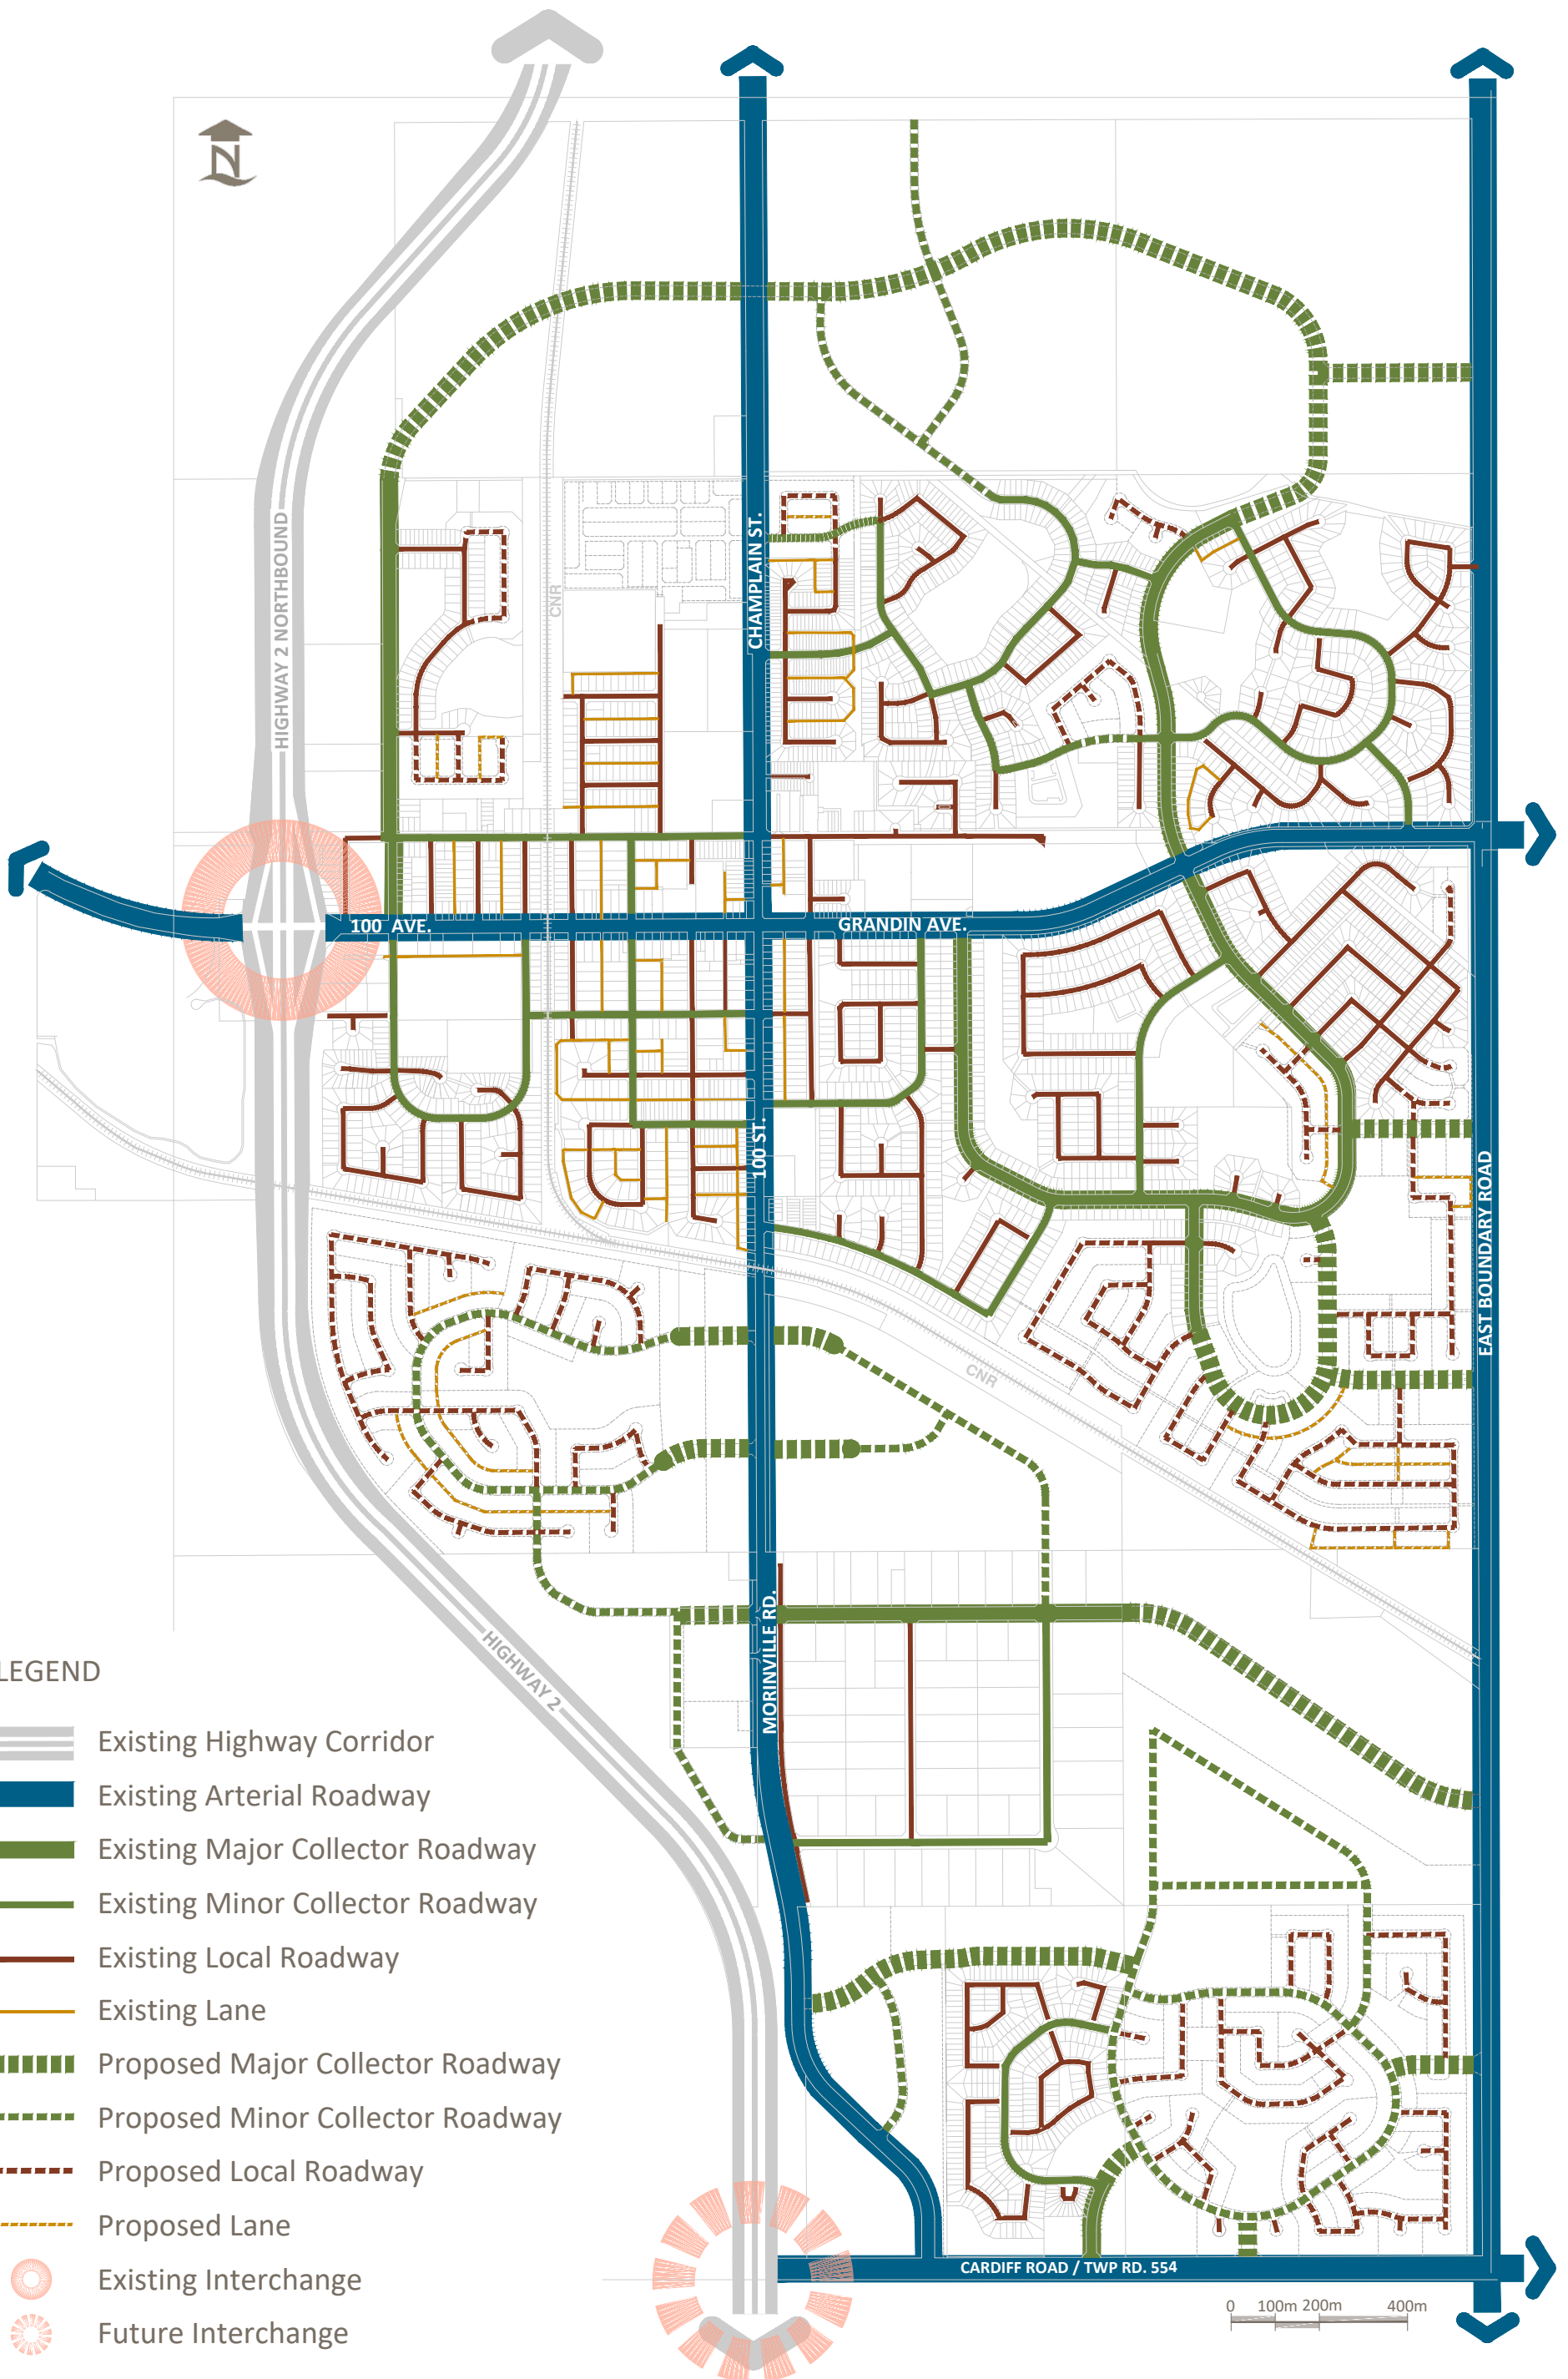 N
HIGHWAY 2 NORTHBOUND
CNR
CHAMPLAIN ST.
100 AVE.
GRANDIN AVE.
100 ST.
EAST BOUNDARY ROAD
CNR
MORINVILLE RD.
HIGHWAY 2
LEGEND
Existing Highway Corridor
Existing Arterial Roadway
Existing Major Collector Roadway
Existing Minor Collector Roadway
Existing Local Roadway
Existing Lane
Proposed Major Collector Roadway
Proposed Minor Collector Roadway
Proposed Local Roadway
Proposed Lane
Existing Interchange
Future Interchange
CARDIFF ROAD / TWP RD. 554
0 100m 200m 400m